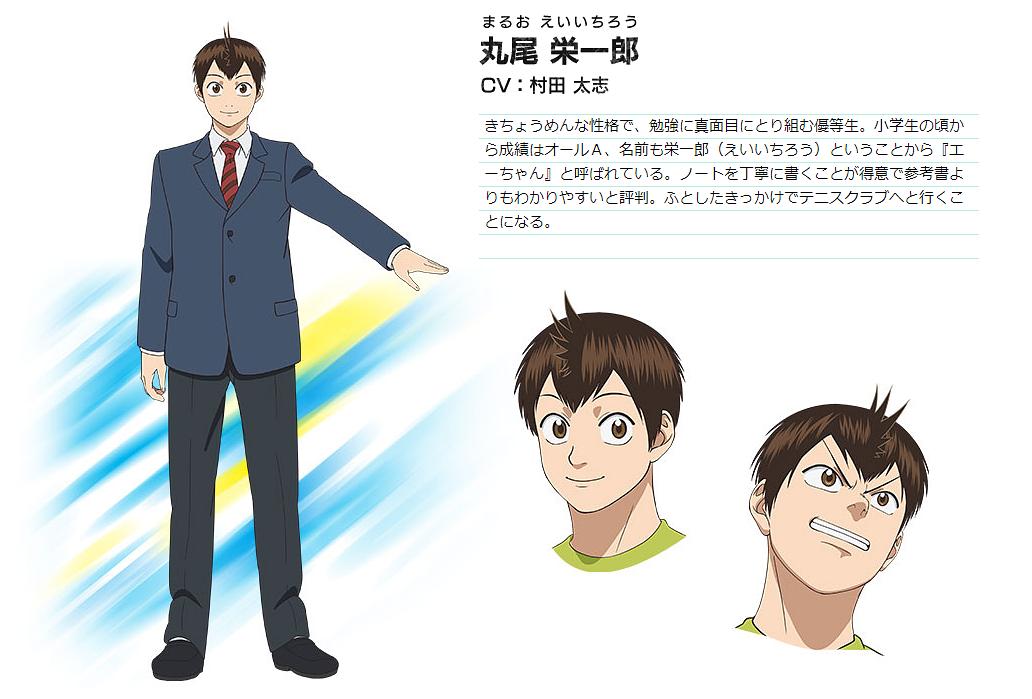 まるお えいいちろう
丸尾 栄一郎
CV：村田 太志
きちょうめんな性格で、勉強に真面目にとり組む優等生。小学生の頃か
ら成績はオールＡ、名前も栄一郎（えいいちろう）ということから『エ
ーちゃん』と呼ばれている。ノートを丁寧に書くことが得意で参考書よ
りもわかりやすいと評判。ふとしたきっかけでテニスクラブへと行くこ
とになる。